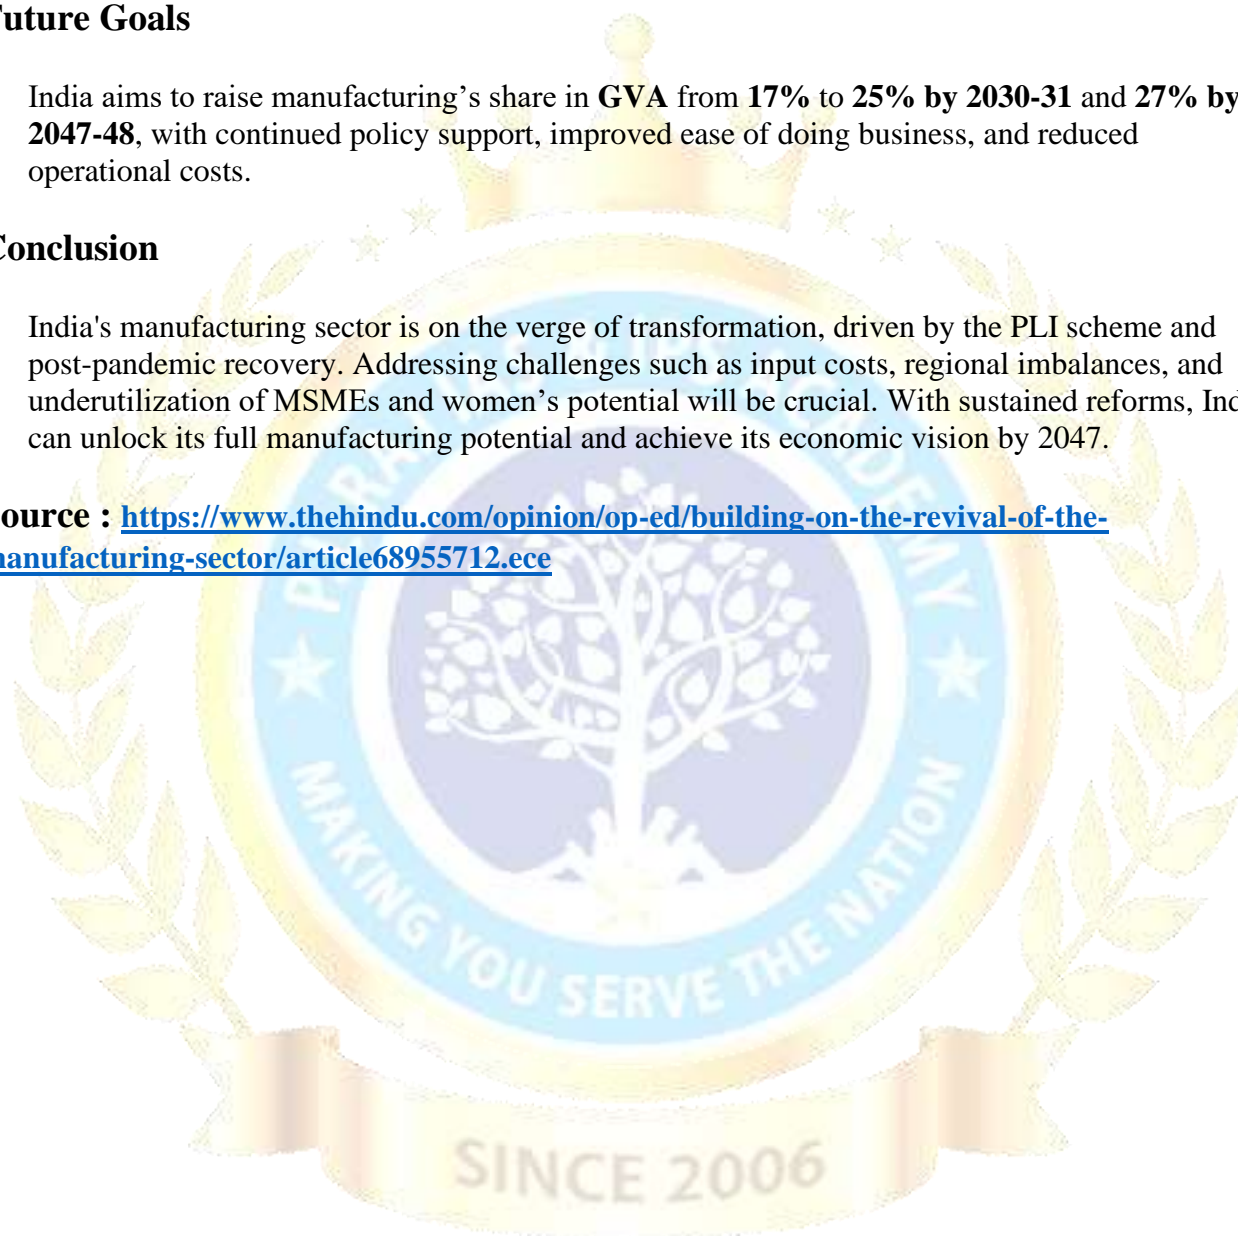 Future Goals
India aims to raise manufacturing’s share in GVA from 17% to 25% by 2030-31 and 27% by
2047-48, with continued policy support, improved ease of doing business, and reduced
operational costs.
Conclusion
India's manufacturing sector is on the verge of transformation, driven by the PLI scheme and
post-pandemic recovery. Addressing challenges such as input costs, regional imbalances, and
underutilization of MSMEs and women’s potential will be crucial. With sustained reforms, Ind
can unlock its full manufacturing potential and achieve its economic vision by 2047.
ource : https://www.thehindu.com/opinion/op-ed/building-on-the-revival-of-the-
manufacturing-sector/article68955712.ece
IAS & IPS ACADEMY
MAKING YOU SERVE THE NATION
SINCE 2006